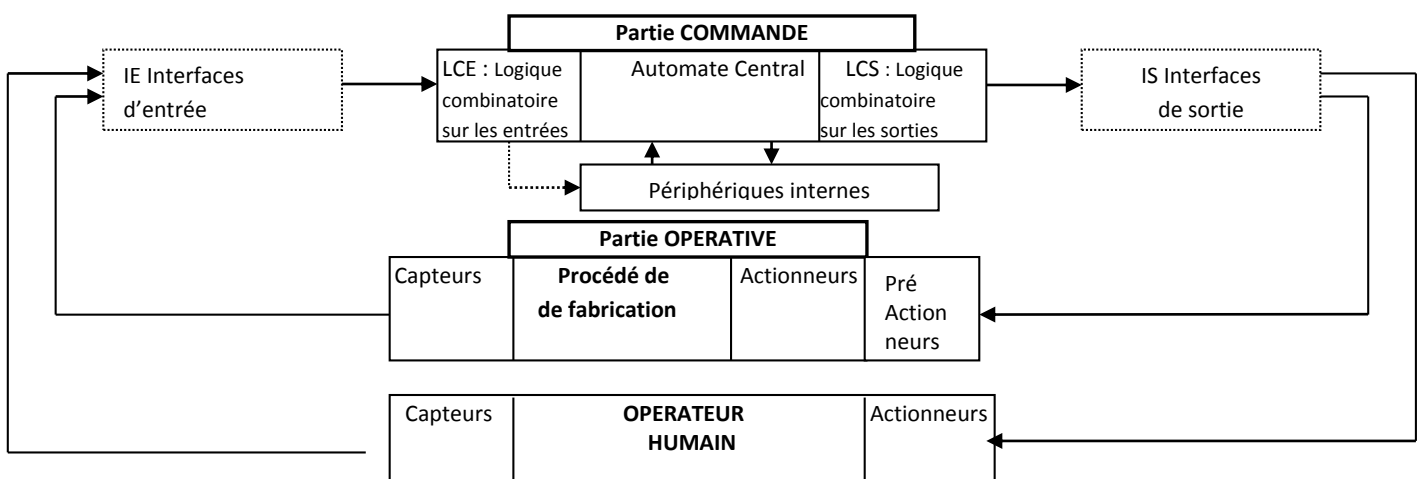 Partie COMMANDE
IE Interfaces
d’entrée
LCE : Logique
combinatoire
sur les entrées
Automate Central
LCS : Logique
combinatoire
sur les sorties
IS Interfaces
de sortie
Périphériques internes
Partie OPERATIVE
Capteurs
Procédé de
de fabrication
Actionneurs
Pré
Action
neurs
Capteurs
OPERATEUR
HUMAIN
Actionneurs